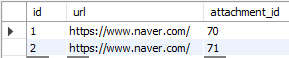 id url attachment_id
1 https://www.naver.com/ 70
2 https://www.naver.com/ 71